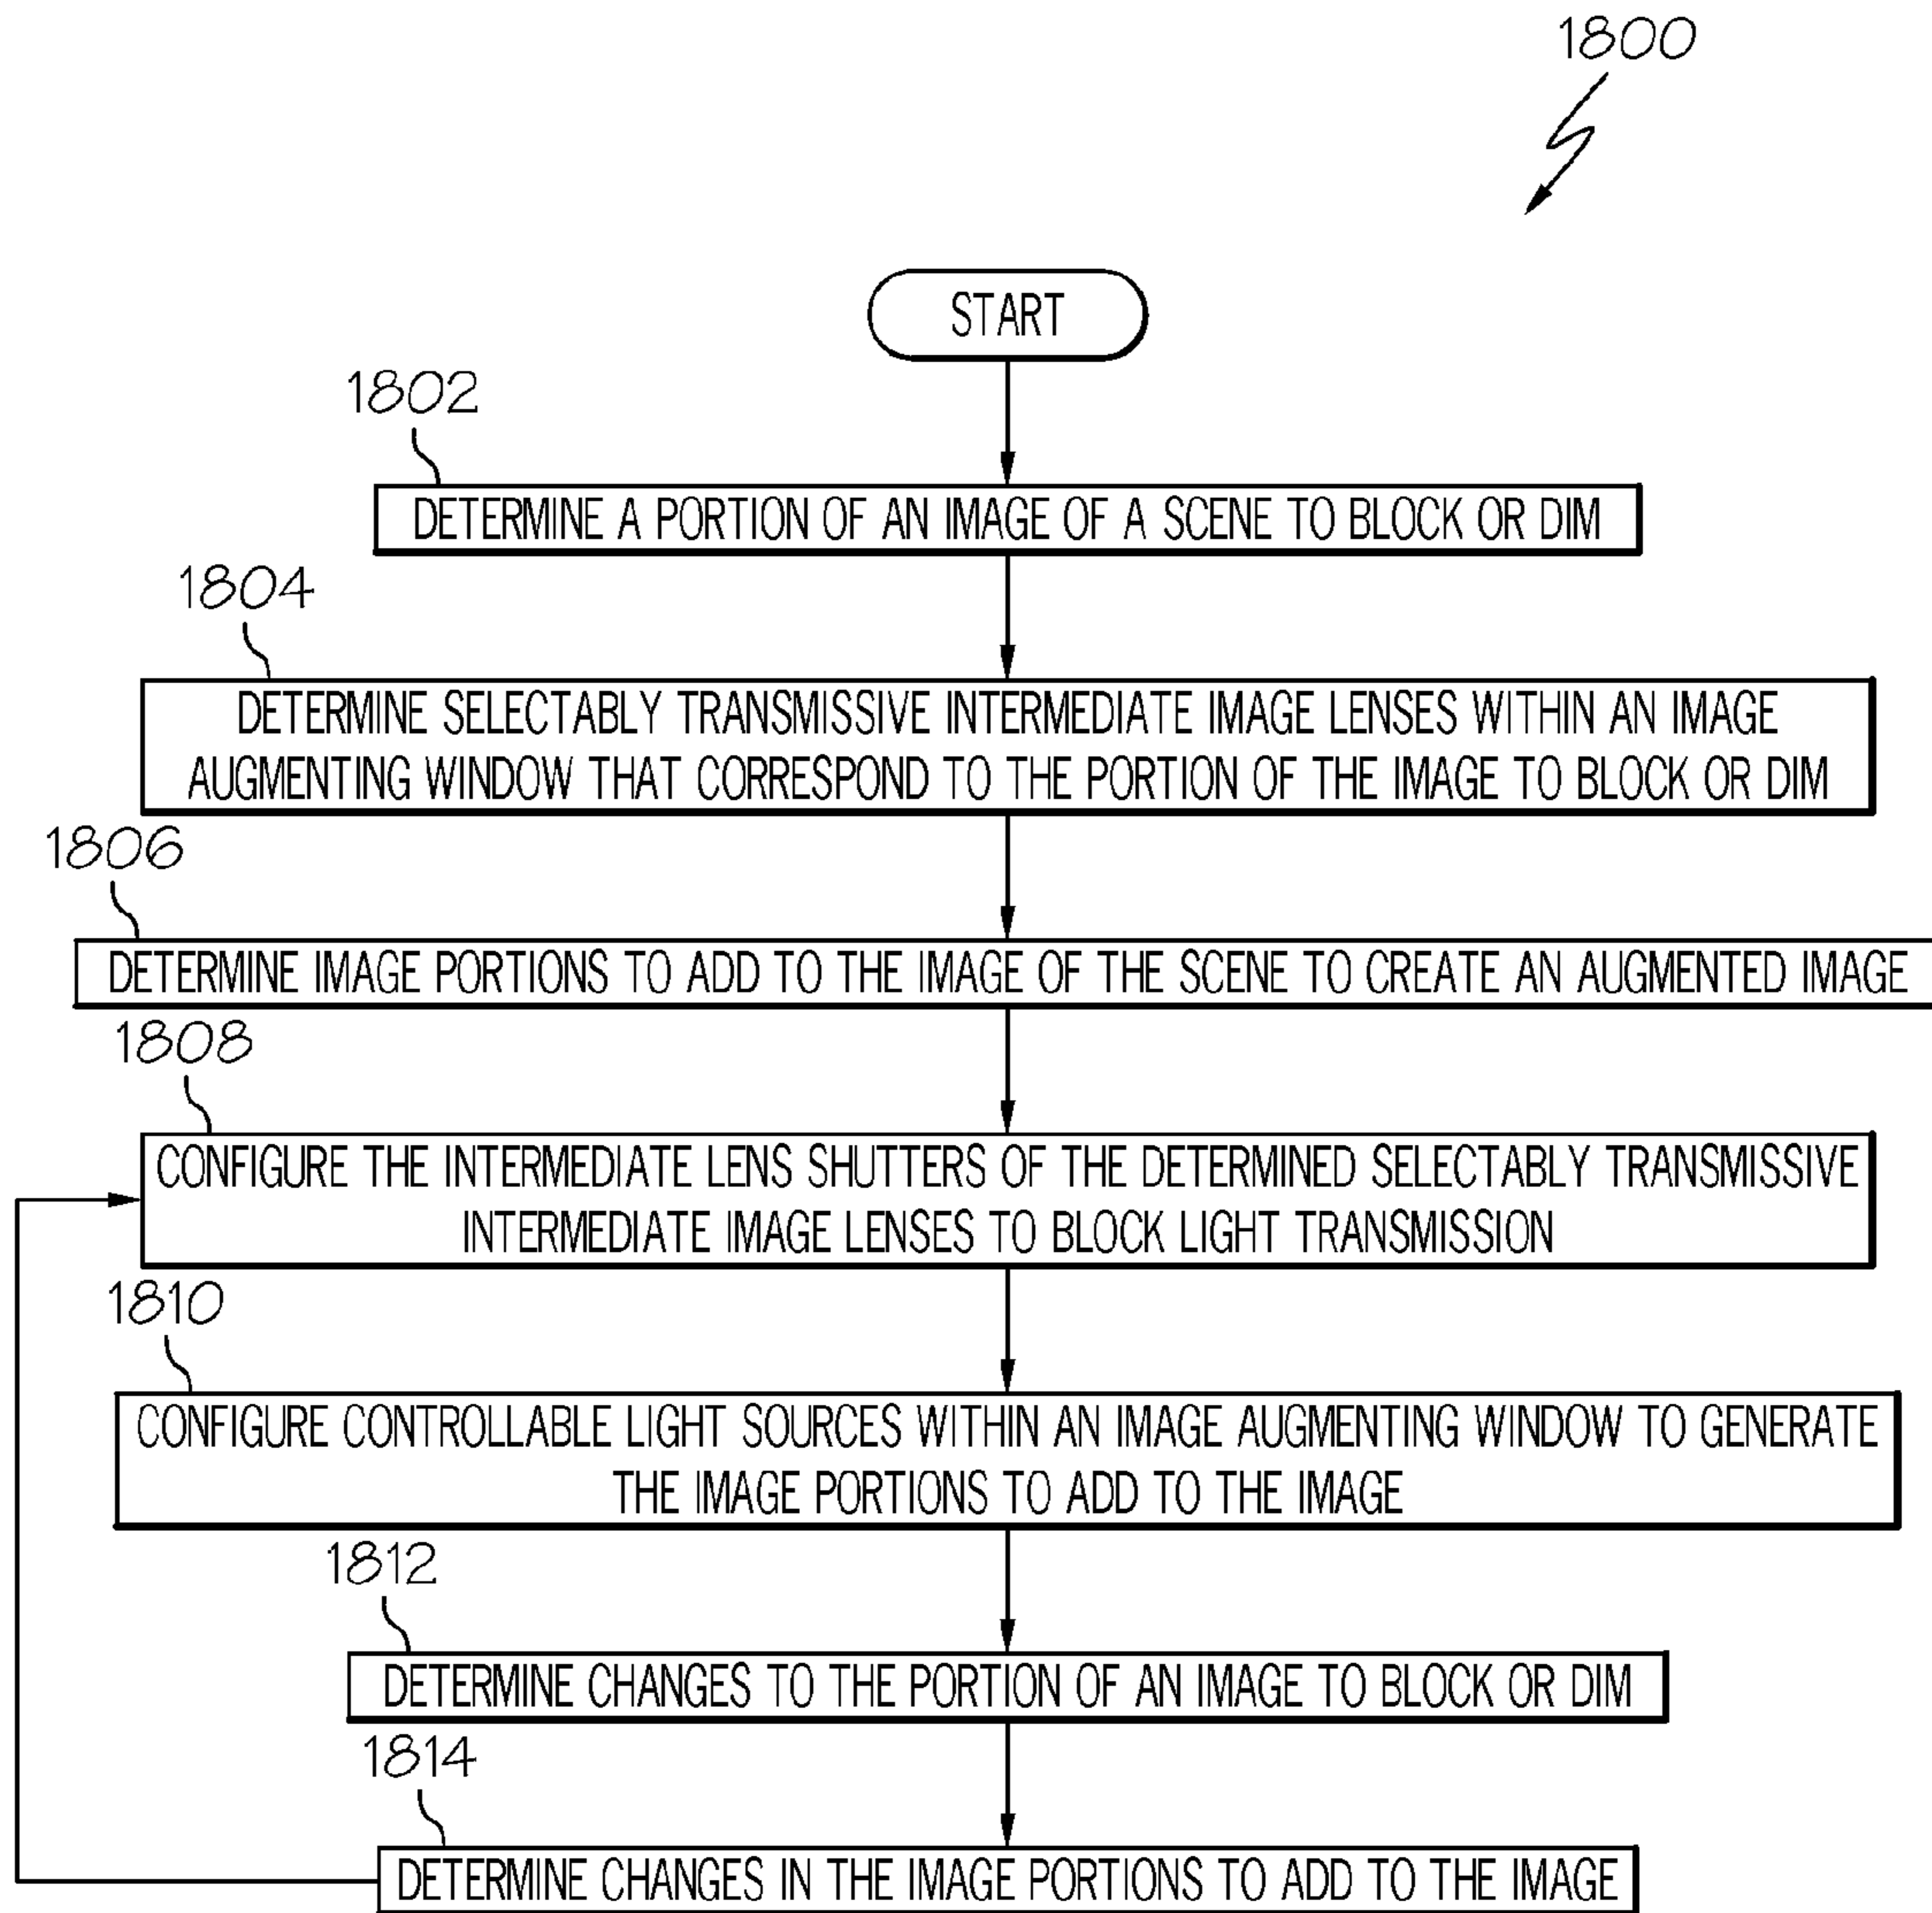 1800
START
1802
DETERMINE A PORTION OF AN IMAGE OF A SCENE TO BLOCK OR DIM
1804
DETERMINE SELECTABLY TRANSMISSIVE INTERMEDIATE IMAGE LENSES WITHIN AN IMAGE
AUGMENTING WINDOW THAT CORRESPOND TO THE PORTION OF THE IMAGE TO BLOCK OR DIM
1806
DETERMINE IMAGE PORTIONS TO ADD TO THE IMAGE OF THE SCENE TO CREATE AN AUGMENTED IMAGE
1808
CONFIGURE THE INTERMEDIATE LENS SHUTTERS OF THE DETERMINED SELECTABLY TRANSMISSIVE
INTERMEDIATE IMAGE LENSES TO BLOCK LIGHT TRANSMISSION
1810
CONFIGURE CONTROLLABLE LIGHT SOURCES WITHIN AN IMAGE AUGMENTING WINDOW TO GENERATE
THE IMAGE PORTIONS TO ADD TO THE IMAGE
1812
DETERMINE CHANGES TO THE PORTION OF AN IMAGE TO BLOCK OR DIM
1814
DETERMINE CHANGES IN THE IMAGE PORTIONS TO ADD TO THE IMAGE